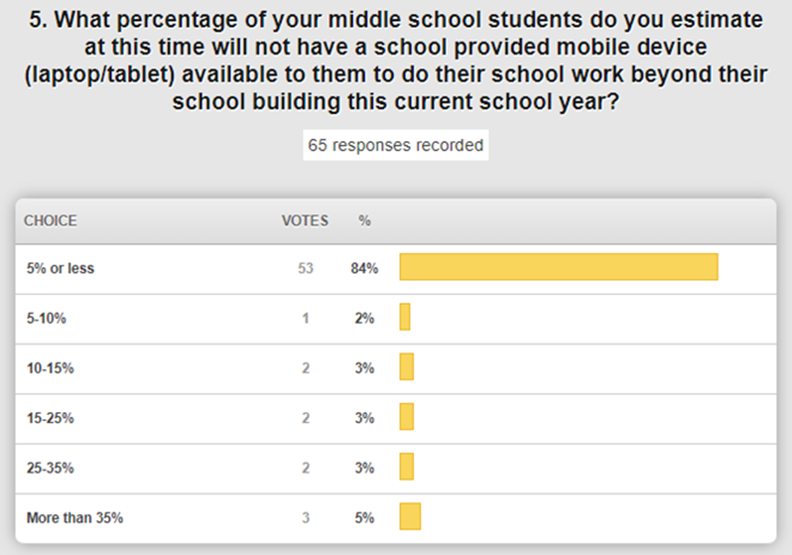 5. What percentage of your middle school students do you estimate
at this time will not have a school provided mobile device
(laptop/tablet) available to them to do their school work beyond their
school building this current school year?
65 responses recorded
CHOICE VOTES %
5% or less 53 84%
5-10% 1 2%
10-15% 2 3%
15-25% 2 3%
25-35% 2 3%
More than 35% 3 5%